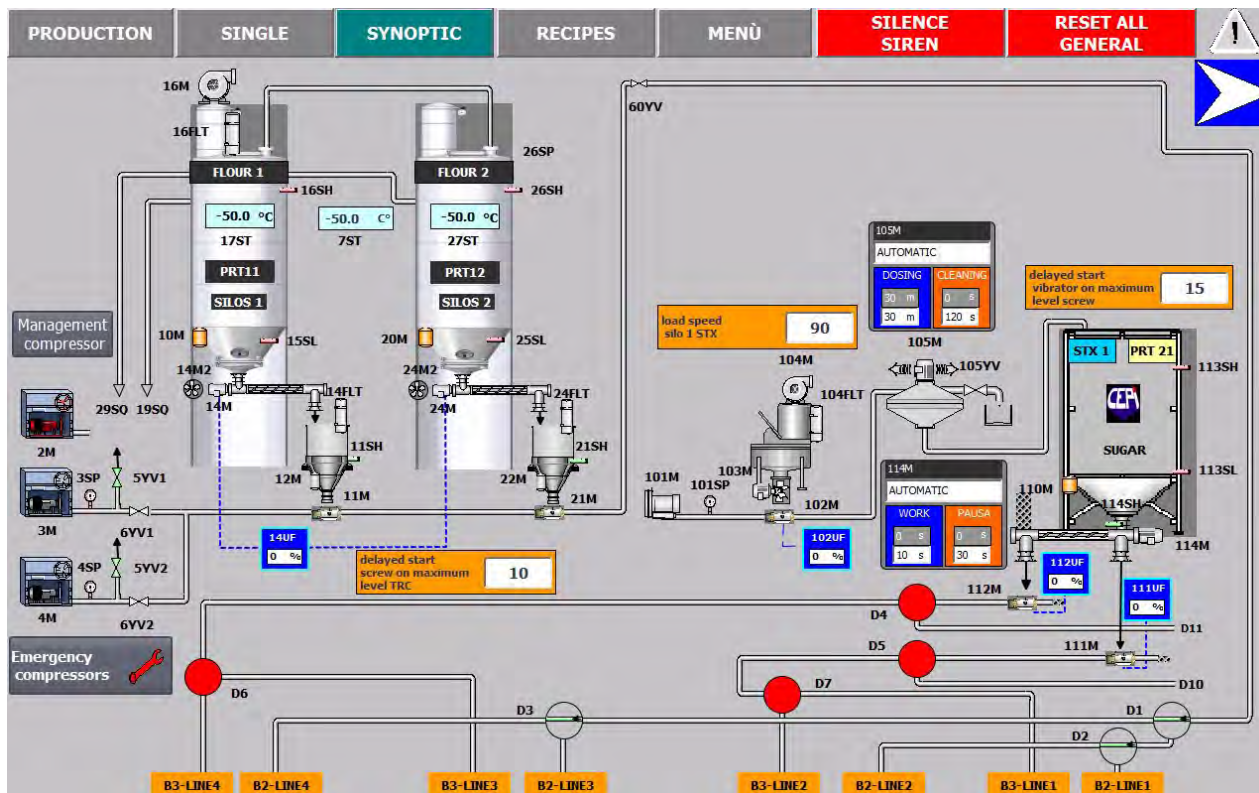 PRODUCTION
SINGLE
SYNOPTIC
RECIPES
MENÙ
SILENCE
SIREN
RESET ALL
GENERAL
16M
16FLT
60YV
26SP
FLOUR 1
FLOUR 2
16SH
26SH
-50.0 °C
-50.0 C°
-50.0 °C
17ST
7ST
27ST
PRT11
PRT12
SILOS 1
SILOS 2
105M
AUTOMATIC
DOSING
CLEANING
30 m
0 s
30 m
120 s
105M
delayed start
vibrator on maximum
level screw
15
load speed
silo 1 STX
90
Management
compressor
10M
15SL
20M
25SL
104M
105YV
STX 1
PRT 21
113SH
14M2
14M
14FLT
24M2
24M
24FLT
104FLT
CEPI
29SQ
19SQ
2M
11SH
21SH
SUGAR
3SP
5YV1
12M
11M
22M
21M
101M
101SP
103M
102M
114M
AUTOMATIC
WORK
PAUSA
0 s
0 s
10 s
30 s
110M
113SL
114SH
114M
3M
6YV1
14UF
0 %
102UF
0 %
112UF
0 %
111UF
0 %
delayed start
screw on maximum
level TRC
10
4SP
5YV2
4M
6YV2
D4
112M
D11
Emergency
compressors
D5
111M
D10
D6
D7
D3
D1
D2
B3-LINE4
B2-LINE4
B3-LINE3
B2-LINE3
B3-LINE2
B2-LINE2
B3-LINE1
B2-LINE1